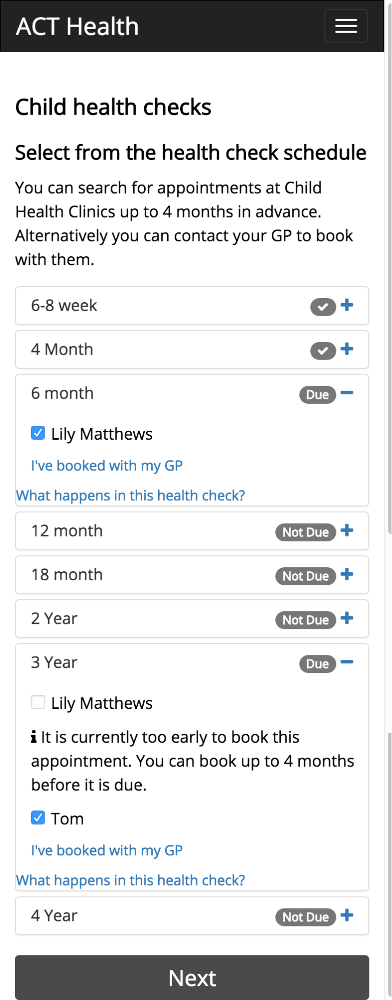 ACT Health
Child health checks
Select from the health check schedule
You can search for appointments at Child
Health Clinics up to 4 months in advance.
Alternatively you can contact your GP to book
with them.
6-8 week
4 Month
6 month Due
Lily Matthews
I've booked with my GP
What happens in this health check?
12 month Not Due
18 month Not Due
2 Year Not Due
3 Year Due
Lily Matthews
It is currently too early to book this
appointment. You can book up to 4 months
before it is due.
Tom
I've booked with my GP
What happens in this health check?
4 Year Not Due
Next